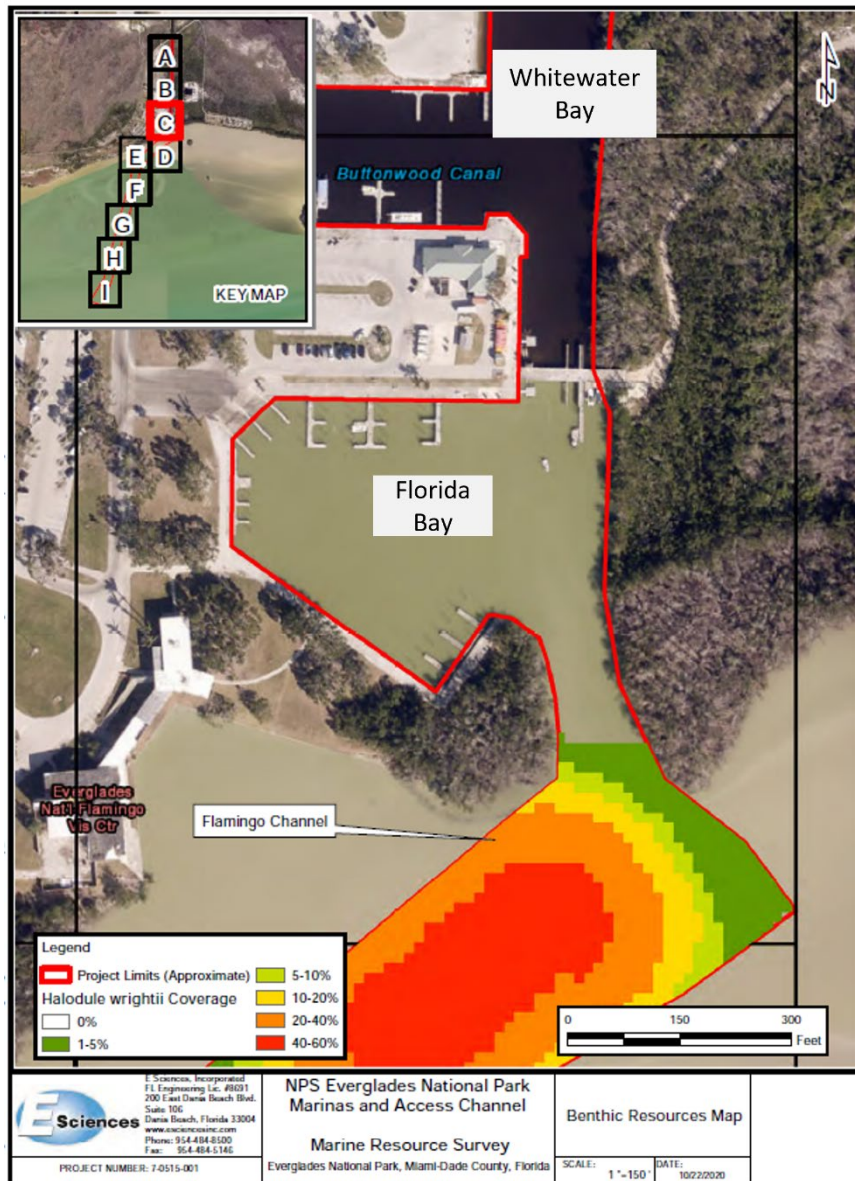 A
B
C
E D
F
G
H
I
KEY MAP
Whitewater
Bay
N
Buttonwood Canal
Florida
Bay
Everglades
Nat'l Flamingo
Vis Ctr
Flamingo Channel
Legend
Project Limits (Approximate)
Halodule wrightii Coverage
0%
1-5%
5-10%
10-20%
20-40%
40-60%
0 150 300
Feet
E Sciences
E Sciences, Incorporated
FL Engineering Lic. #8691
200 East Dania Beach Blvd.
Suite 106
Dania Beach, Florida 33004
www.esciencesinc.com
Phone: 954-484-8500
Fax: 954-484-5146
PROJECT NUMBER: 7-0515-001
NPS Everglades National Park
Marinas and Access Channel
Marine Resource Survey
Everglades National Park, Miami-Dade County, Florida
Benthic Resources Map
SCALE:
1 "=150 '
DATE:
10/22/2020